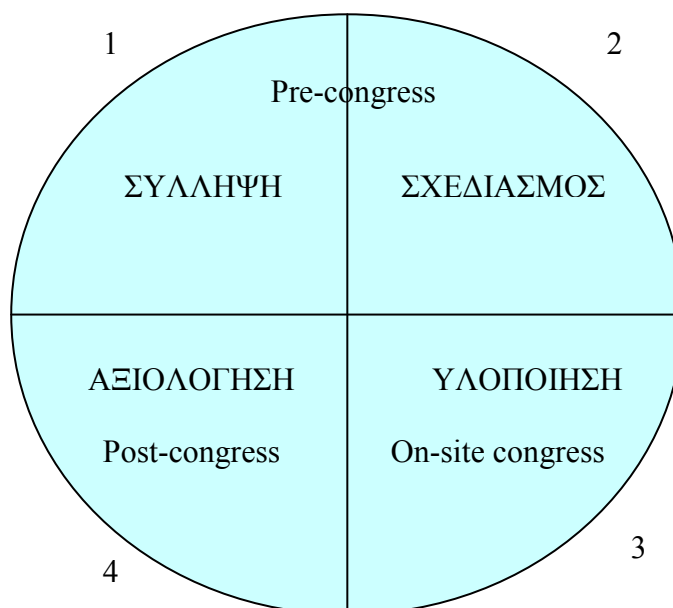 1
2
Pre-congress
ΣΥΛΛΗΨΗ
ΣΧΕΔΙΑΣΜΟΣ
ΑΞΙΟΛΟΓΗΣΗ
ΥΛΟΠΟΙΗΣΗ
Post-congress
On-site congress
4
3